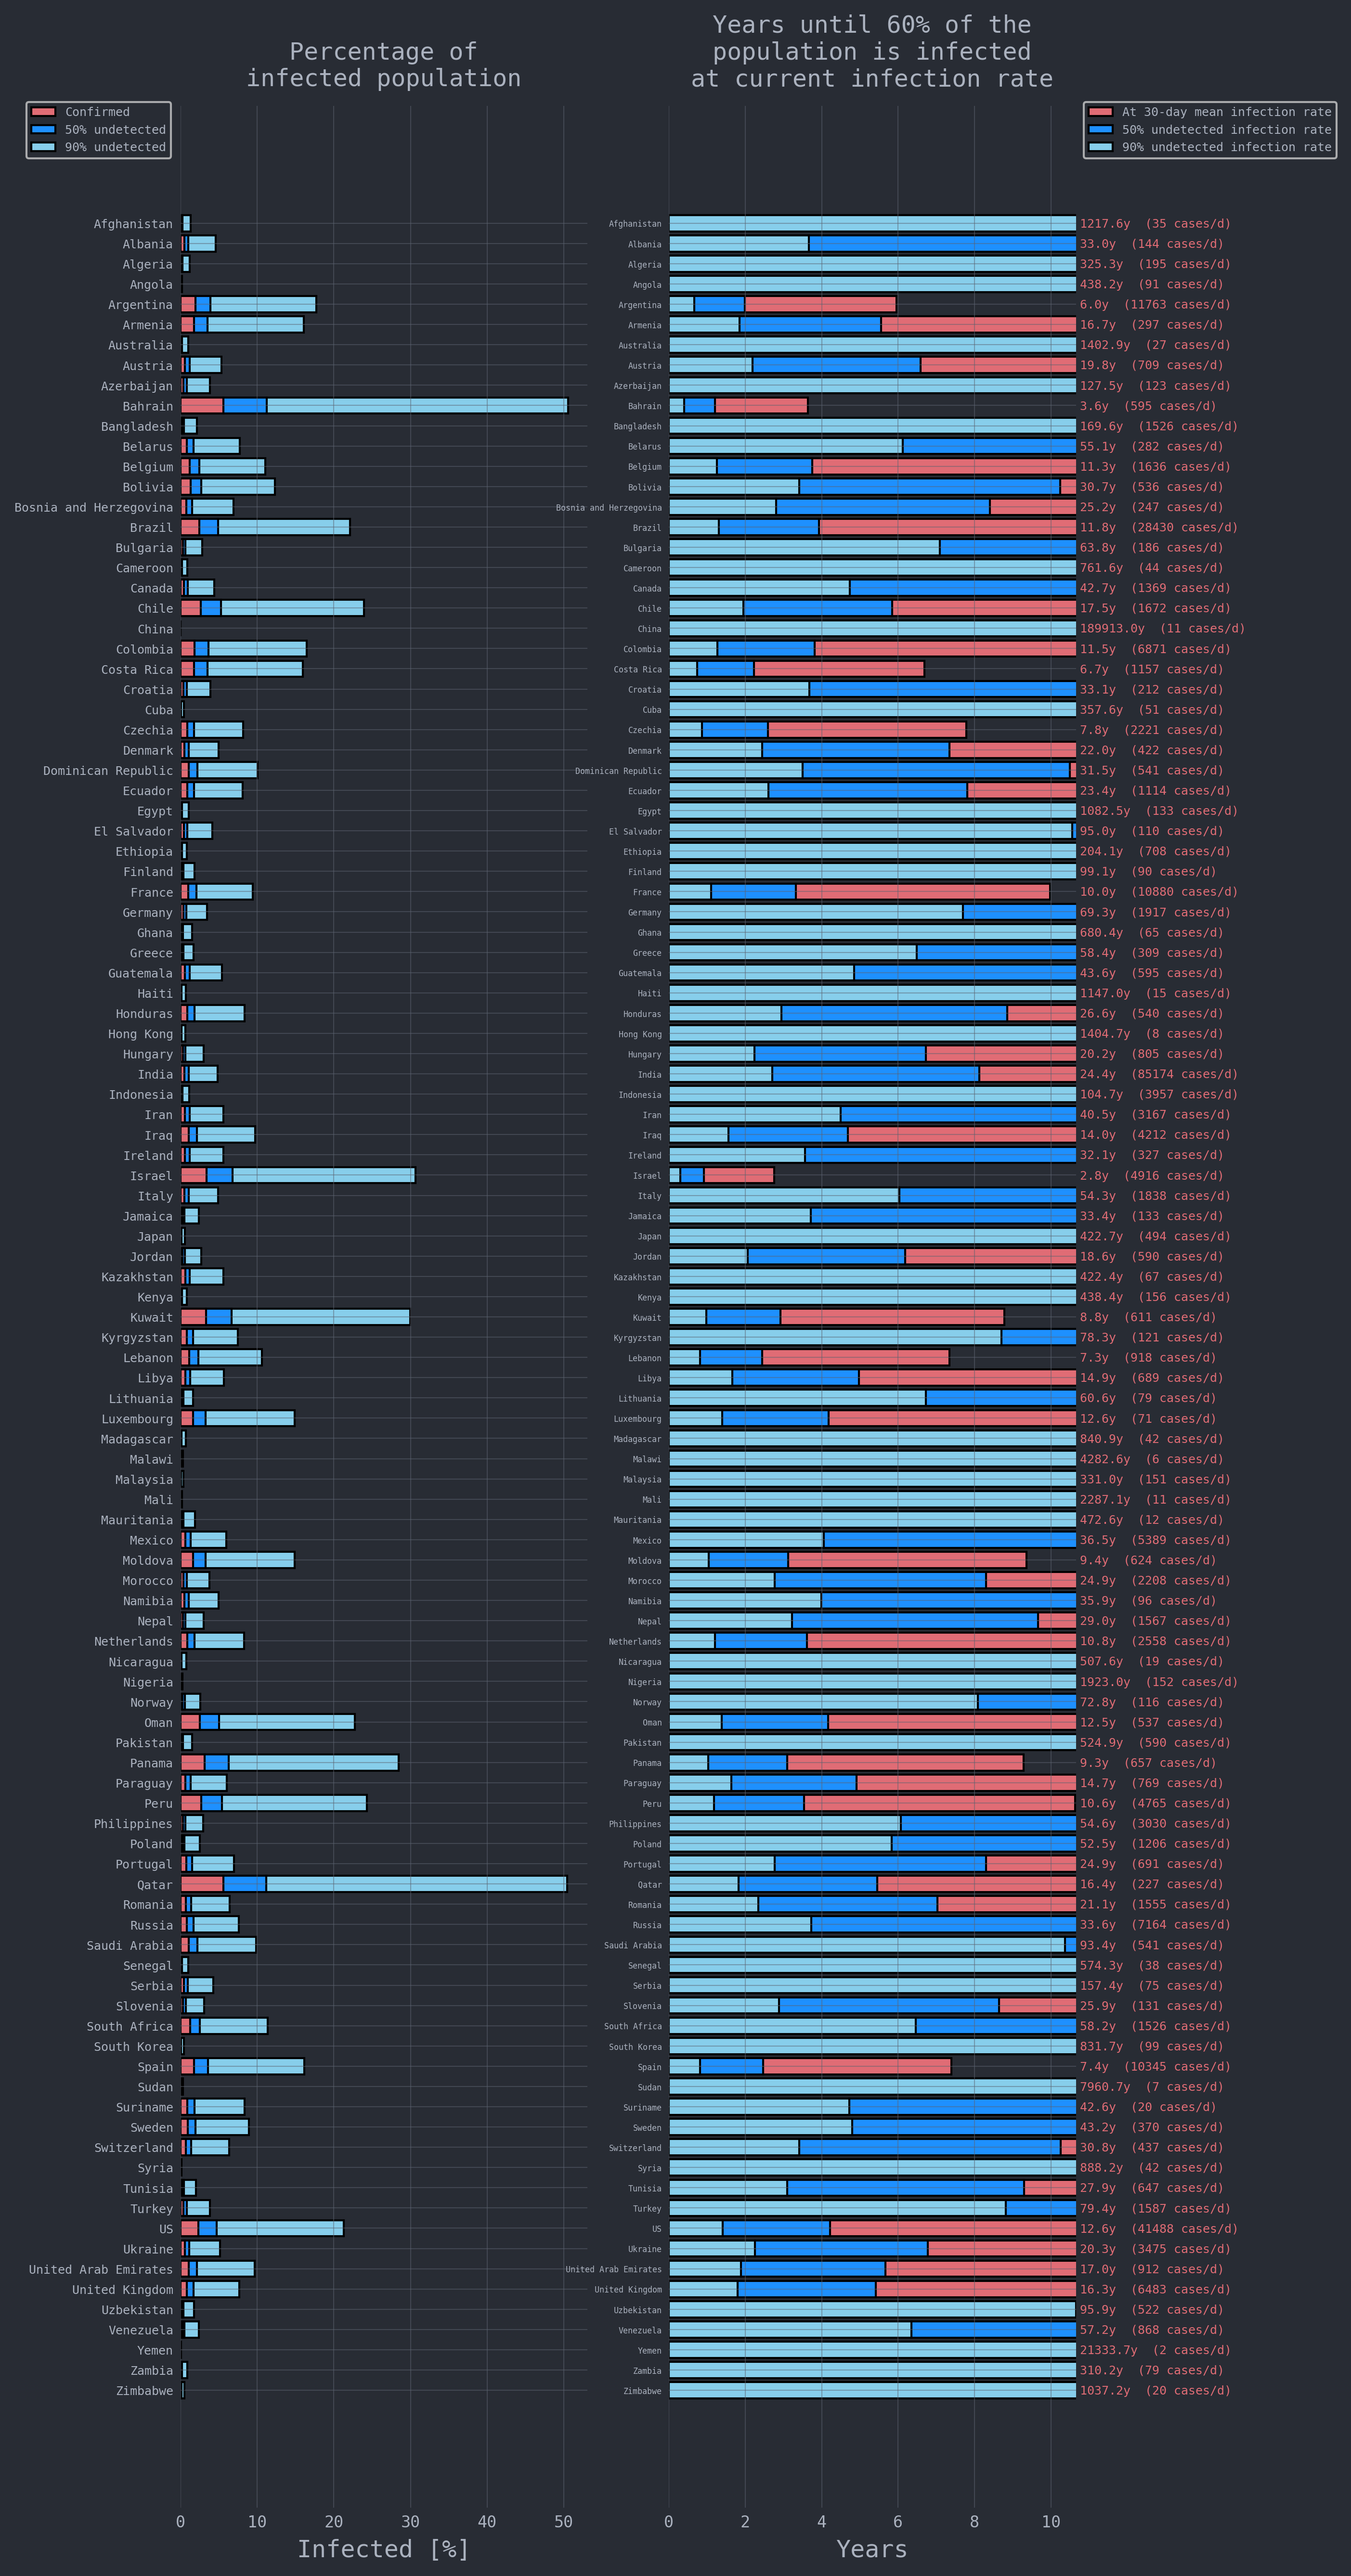 Percentage of
infected population
Years until 60% of the
population is infected
at current infection rate
Confirmed
50% undetected
90% undetected
At 30-day mean infection rate
50% undetected infection rate
90% undetected infection rate
Afghanistan Afghanistan 1217.6y (35 cases/d)
Albania Albania 33.0y (144 cases/d)
Algeria Algeria 325.3y (195 cases/d)
Angola Angola 438.2y (91 cases/d)
Argentina Argentina 6.0y (11763 cases/d)
Armenia Armenia 16.7y (297 cases/d)
Australia Australia 1402.9y (27 cases/d)
Austria Austria 19.8y (709 cases/d)
Azerbaijan Azerbaijan 127.5y (123 cases/d)
Bahrain Bahrain 3.6y (595 cases/d)
Bangladesh Bangladesh 169.6y (1526 cases/d)
Belarus Belarus 55.1y (282 cases/d)
Belgium Belgium 11.3y (1636 cases/d)
Bolivia Bolivia 30.7y (536 cases/d)
Bosnia and Herzegovina Bosnia and Herzegovina 25.2y (247 cases/d)
Brazil Brazil 11.8y (28430 cases/d)
Bulgaria Bulgaria 63.8y (186 cases/d)
Cameroon Cameroon 761.6y (44 cases/d)
Canada Canada 42.7y (1369 cases/d)
Chile Chile 17.5y (1672 cases/d)
China China 189913.0y (11 cases/d)
Colombia Colombia 11.5y (6871 cases/d)
Costa Rica Costa Rica 6.7y (1157 cases/d)
Croatia Croatia 33.1y (212 cases/d)
Cuba Cuba 357.6y (51 cases/d)
Czechia Czechia 7.8y (2221 cases/d)
Denmark Denmark 22.0y (422 cases/d)
Dominican Republic Dominican Republic 31.5y (541 cases/d)
Ecuador Ecuador 23.4y (1114 cases/d)
Egypt Egypt 1082.5y (133 cases/d)
El Salvador El Salvador 95.0y (110 cases/d)
Ethiopia Ethiopia 204.1y (708 cases/d)
Finland Finland 99.1y (90 cases/d)
France France 10.0y (10880 cases/d)
Germany Germany 69.3y (1917 cases/d)
Ghana Ghana 680.4y (65 cases/d)
Greece Greece 58.4y (309 cases/d)
Guatemala Guatemala 43.6y (595 cases/d)
Haiti Haiti 1147.0y (15 cases/d)
Honduras Honduras 26.6y (540 cases/d)
Hong Kong Hong Kong 1404.7y (8 cases/d)
Hungary Hungary 20.2y (805 cases/d)
India India 24.4y (85174 cases/d)
Indonesia Indonesia 104.7y (3957 cases/d)
Iran Iran 40.5y (3167 cases/d)
Iraq Iraq 14.0y (4212 cases/d)
Ireland Ireland 32.1y (327 cases/d)
Israel Israel 2.8y (4916 cases/d)
Italy Italy 54.3y (1838 cases/d)
Jamaica Jamaica 33.4y (133 cases/d)
Japan Japan 422.7y (494 cases/d)
Jordan Jordan 18.6y (590 cases/d)
Kazakhstan Kazakhstan 422.4y (67 cases/d)
Kenya Kenya 438.4y (156 cases/d)
Kuwait Kuwait 8.8y (611 cases/d)
Kyrgyzstan Kyrgyzstan 78.3y (121 cases/d)
Lebanon Lebanon 7.3y (918 cases/d)
Libya Libya 14.9y (689 cases/d)
Lithuania Lithuania 60.6y (79 cases/d)
Luxembourg Luxembourg 12.6y (71 cases/d)
Madagascar Madagascar 840.9y (42 cases/d)
Malawi Malawi 4282.6y (6 cases/d)
Malaysia Malaysia 331.0y (151 cases/d)
Mali Mali 2287.1y (11 cases/d)
Mauritania Mauritania 472.6y (12 cases/d)
Mexico Mexico 36.5y (5389 cases/d)
Moldova Moldova 9.4y (624 cases/d)
Morocco Morocco 24.9y (2208 cases/d)
Namibia Namibia 35.9y (96 cases/d)
Nepal Nepal 29.0y (1567 cases/d)
Netherlands Netherlands 10.8y (2558 cases/d)
Nicaragua Nicaragua 507.6y (19 cases/d)
Nigeria Nigeria 1923.0y (152 cases/d)
Norway Norway 72.8y (116 cases/d)
Oman Oman 12.5y (537 cases/d)
Pakistan Pakistan 524.9y (590 cases/d)
Panama Panama 9.3y (657 cases/d)
Paraguay Paraguay 14.7y (769 cases/d)
Peru Peru 10.6y (4765 cases/d)
Philippines Philippines 54.6y (3030 cases/d)
Poland Poland 52.5y (1206 cases/d)
Portugal Portugal 24.9y (691 cases/d)
Qatar Qatar 16.4y (227 cases/d)
Romania Romania 21.1y (1555 cases/d)
Russia Russia 33.6y (7164 cases/d)
Saudi Arabia Saudi Arabia 93.4y (541 cases/d)
Senegal Senegal 574.3y (38 cases/d)
Serbia Serbia 157.4y (75 cases/d)
Slovenia Slovenia 25.9y (131 cases/d)
South Africa South Africa 58.2y (1526 cases/d)
South Korea South Korea 831.7y (99 cases/d)
Spain Spain 7.4y (10345 cases/d)
Sudan Sudan 7960.7y (7 cases/d)
Suriname Suriname 42.6y (20 cases/d)
Sweden Sweden 43.2y (370 cases/d)
Switzerland Switzerland 30.8y (437 cases/d)
Syria Syria 888.2y (42 cases/d)
Tunisia Tunisia 27.9y (647 cases/d)
Turkey Turkey 79.4y (1587 cases/d)
US US 12.6y (41488 cases/d)
Ukraine Ukraine 20.3y (3475 cases/d)
United Arab Emirates United Arab Emirates 17.0y (912 cases/d)
United Kingdom United Kingdom 16.3y (6483 cases/d)
Uzbekistan Uzbekistan 95.9y (522 cases/d)
Venezuela Venezuela 57.2y (868 cases/d)
Yemen Yemen 21333.7y (2 cases/d)
Zambia Zambia 310.2y (79 cases/d)
Zimbabwe Zimbabwe 1037.2y (20 cases/d)
0 10 20 30 40 50 0 2 4 6 8 10
Infected [%] Years